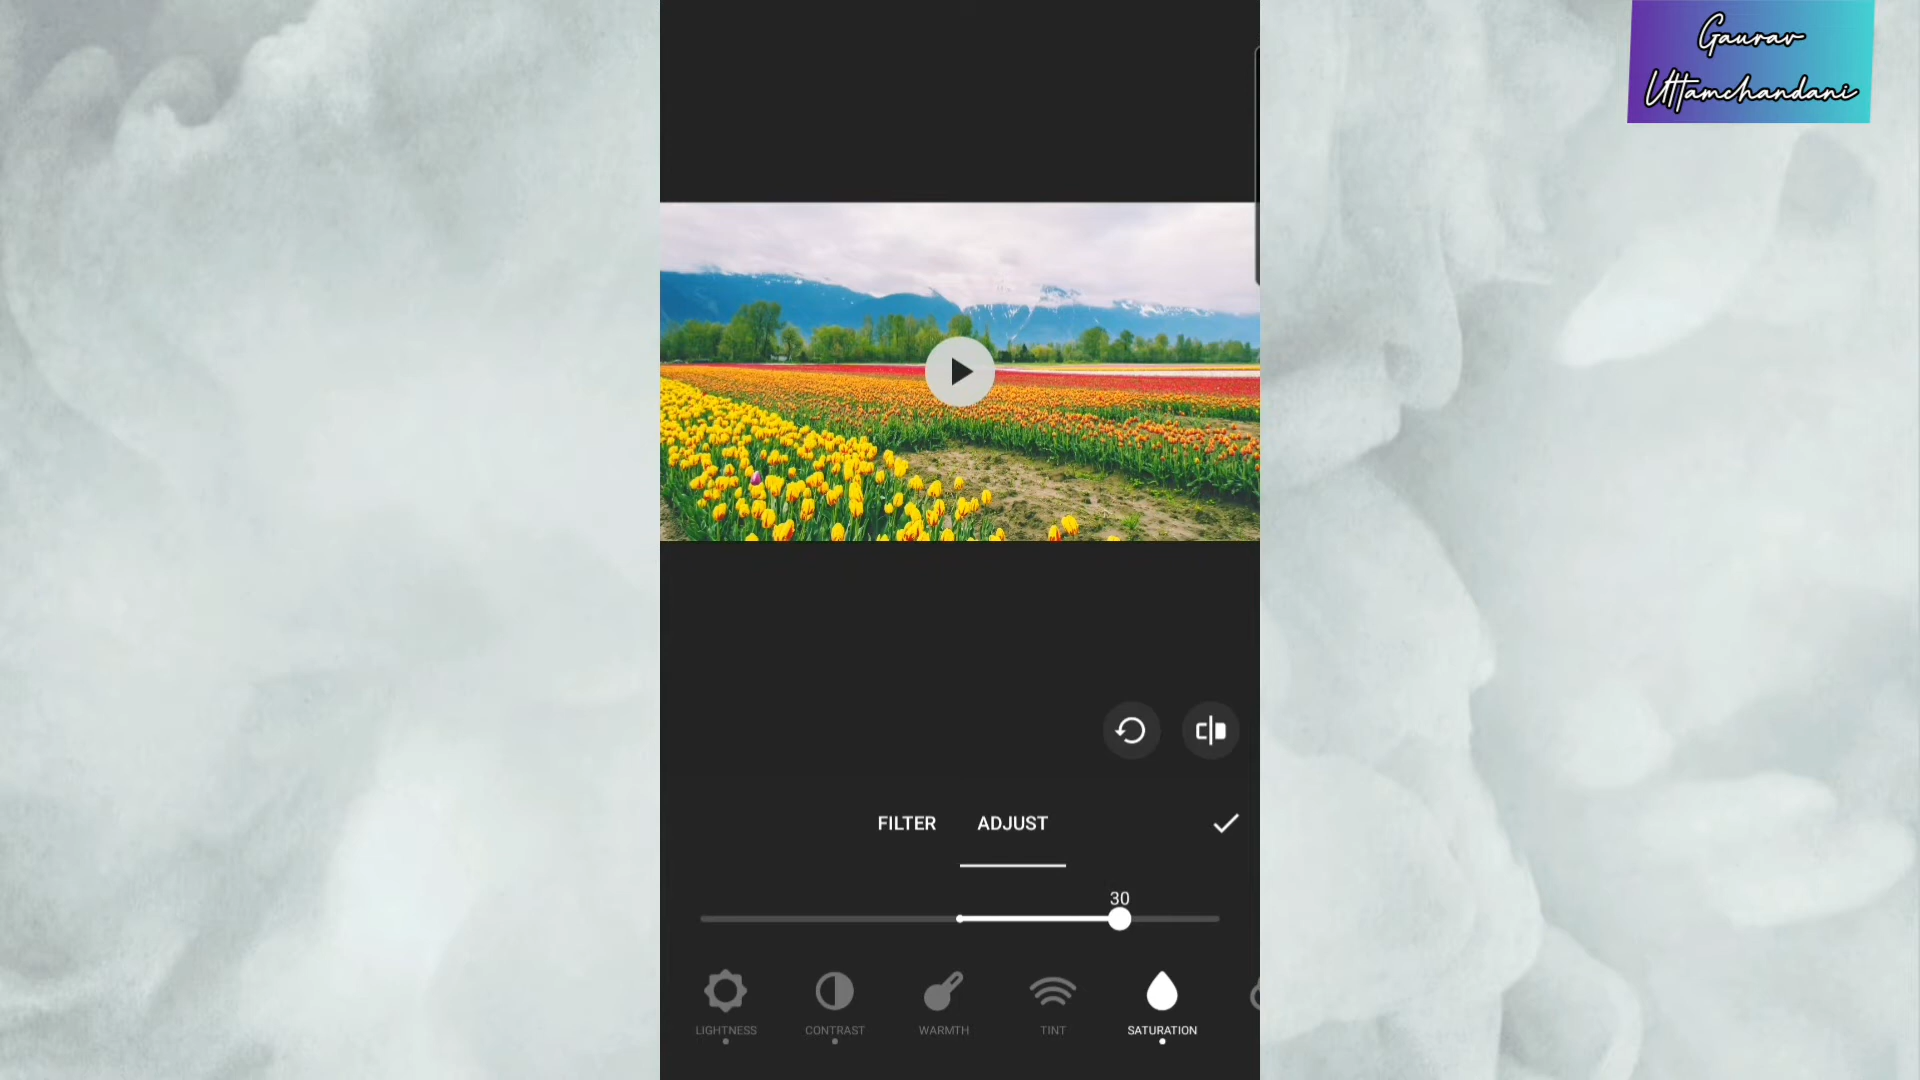 Gaurav
Uttamchandani
FILTER ADJUST
30
LIGHTNESS CONTRAST WARMTH TINT SATURATION